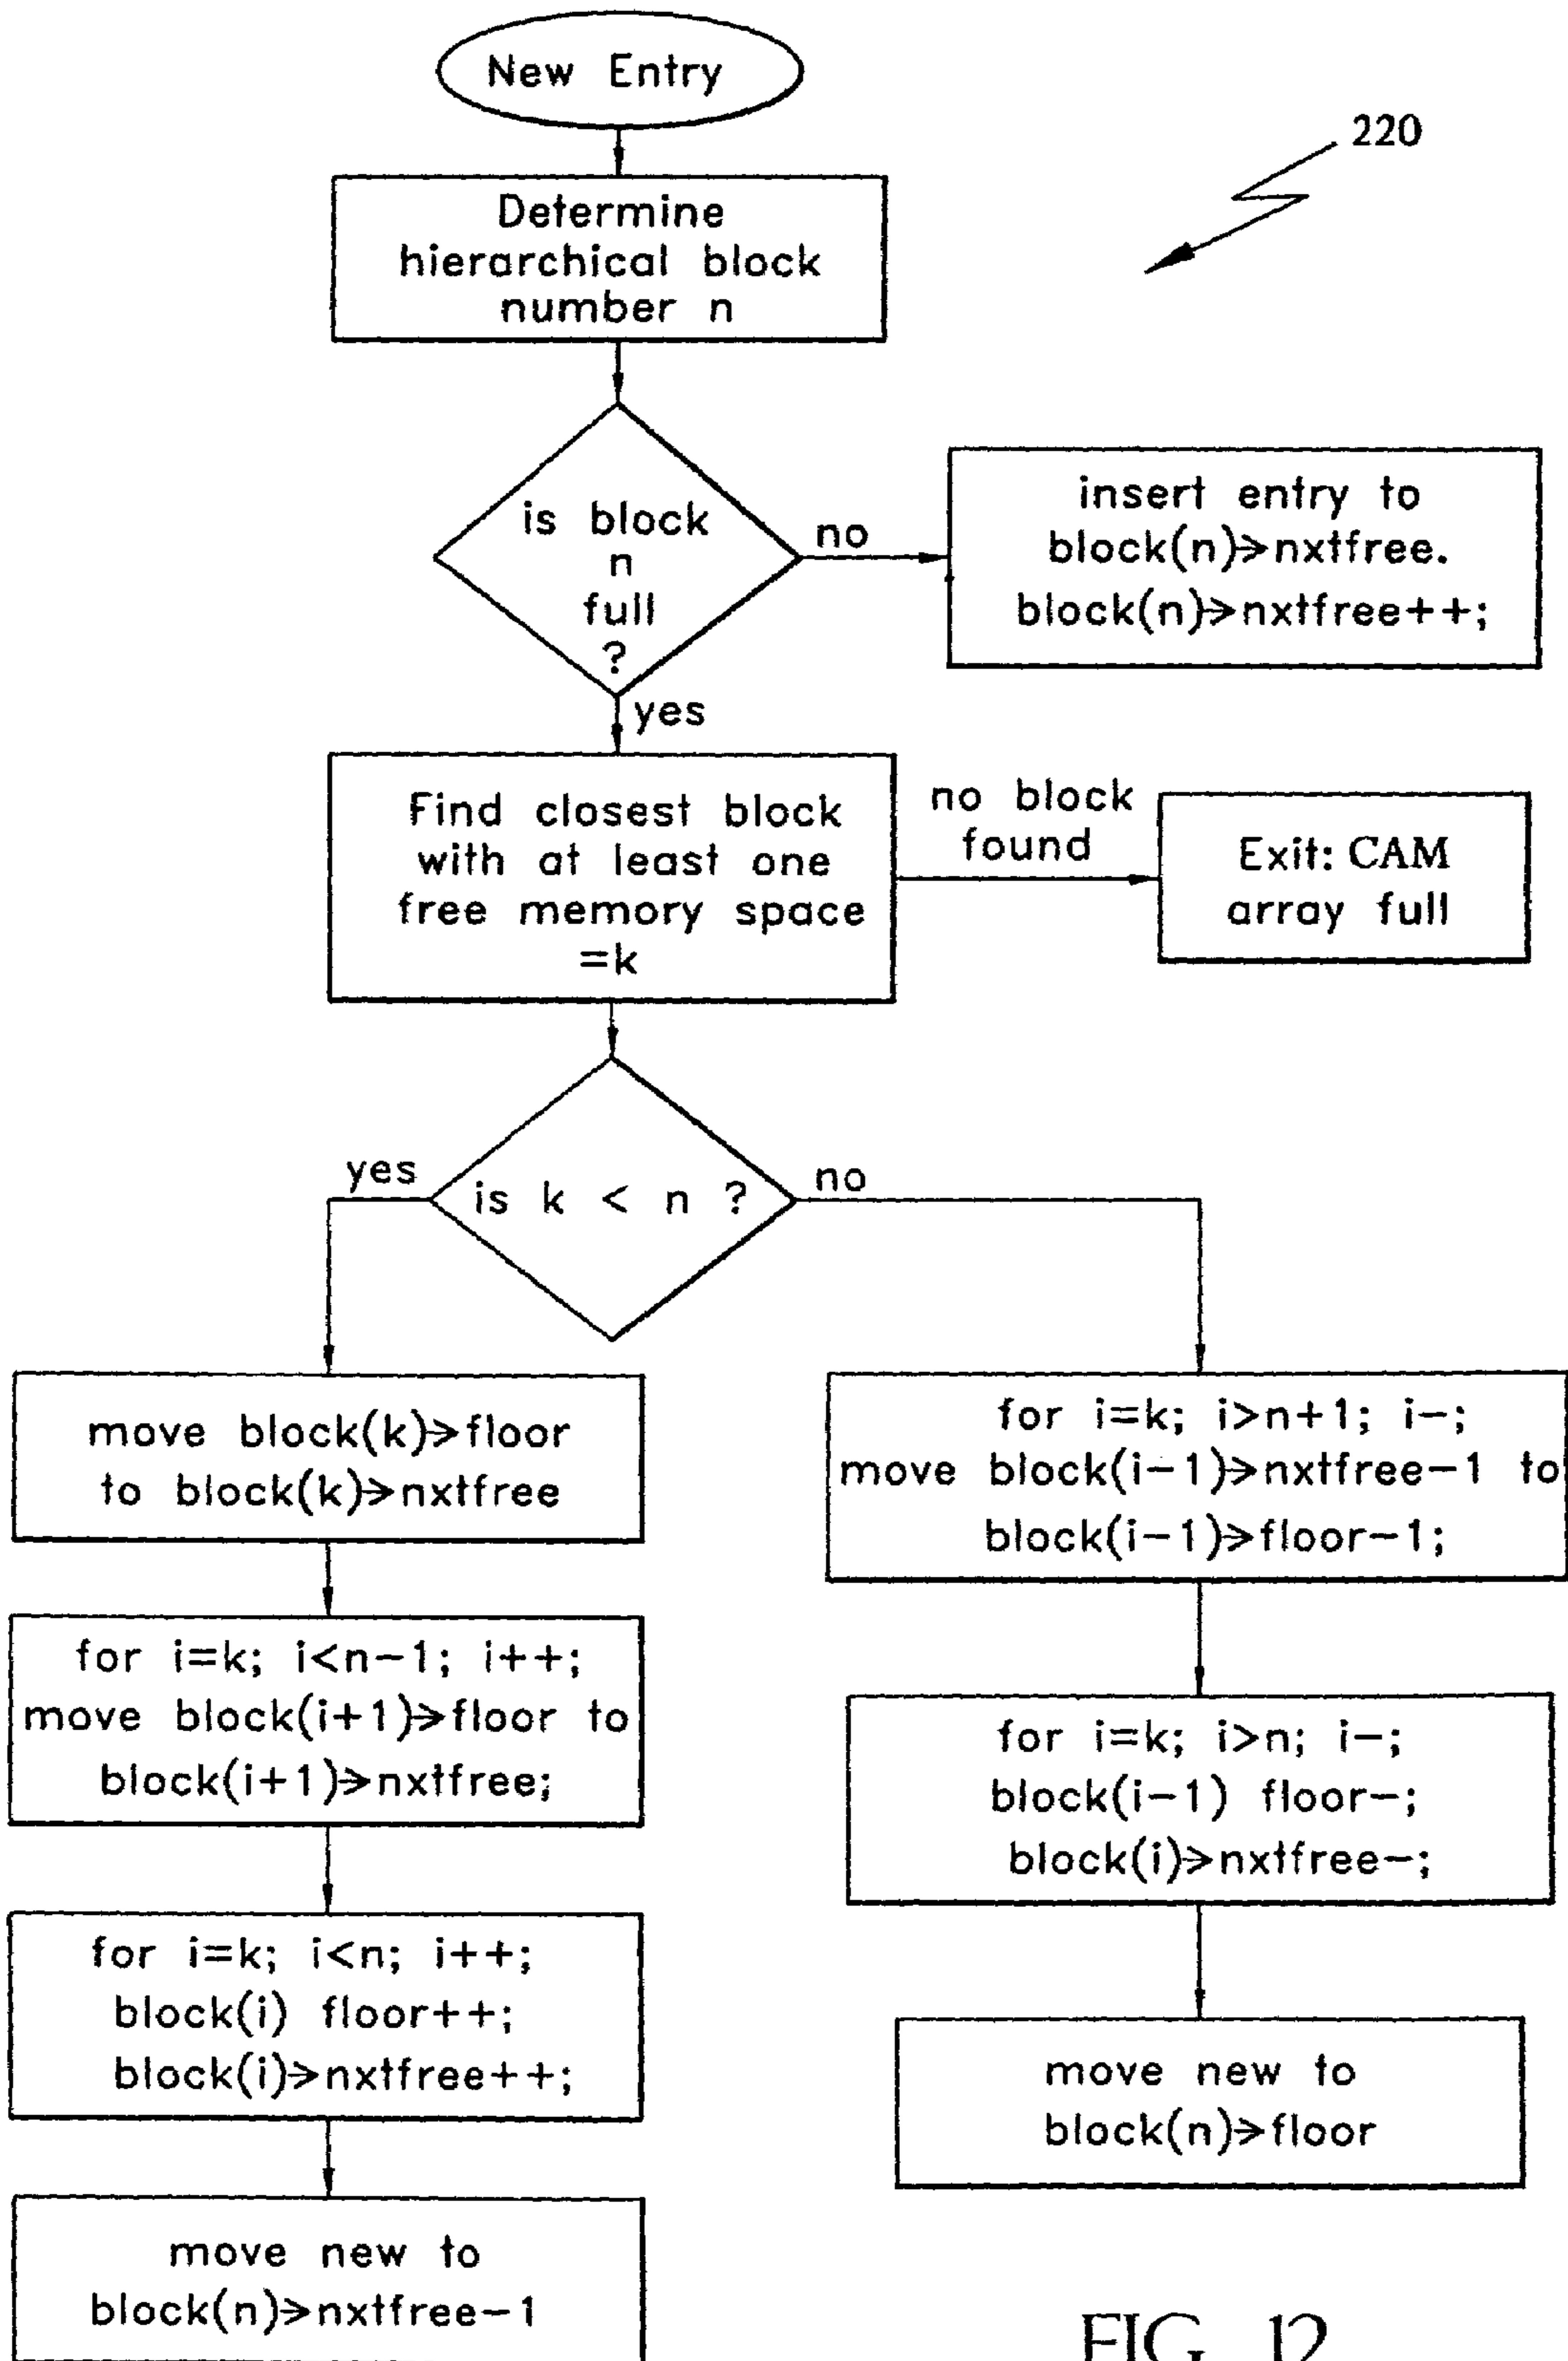 New Entry
220
Determine
hierarchical block
number n
is block
n
full
?
no
insert entry to
block(n)->nxtfree.
block(n)->nxtfree++;
yes
Find closest block
with at least one
free memory space
=k
no block
found
Exit: CAM
array full
is k < n ?
yes
no
move block(k)->floor
to block(k)->nxtfree
for i=k; i<n-1; i++;
move block(i+1)->floor to
block(i+1)->nxtfree;
for i=k; i<n; i++;
block(i) floor++;
block(i)->nxtfree++;
move new to
block(n)->nxtfree-1
for i=k; i>n+1; i-;
move block(i-1)->nxtfree-1 to
block(i-1)->floor-1;
for i=k; i>n; i-;
block(i-1) floor-;
block(i)->nxtfree-;
move new to
block(n)->floor
FIG. 12